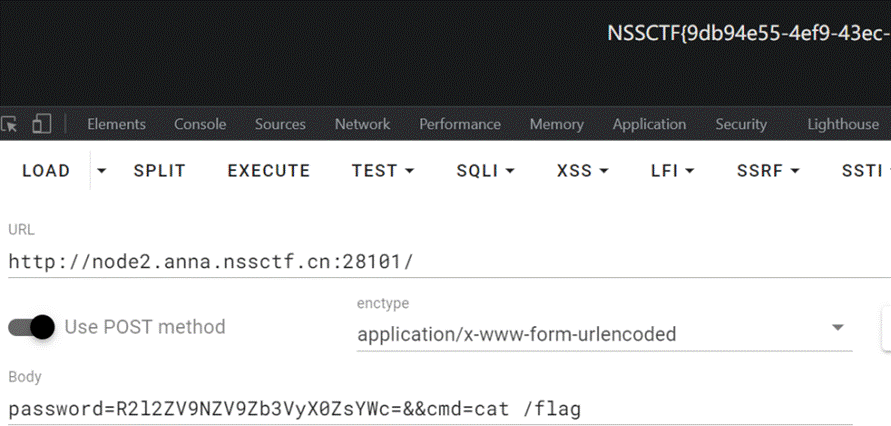 NSSCTF{9db94e55-4ef9-43ec-
Elements Console Sources Network Performance Memory Application Security Lighthouse
LOAD SPLIT EXECUTE TEST SQLI XSS LFI SSRF SSTI
URL
http://node2.anna.nssctf.cn:28101/
enctype
Use POST method
application/x-www-form-urlencoded
Body
password=R2l2ZV9NZV9Zb3VyX0ZsYWc=&&cmd=cat /flag